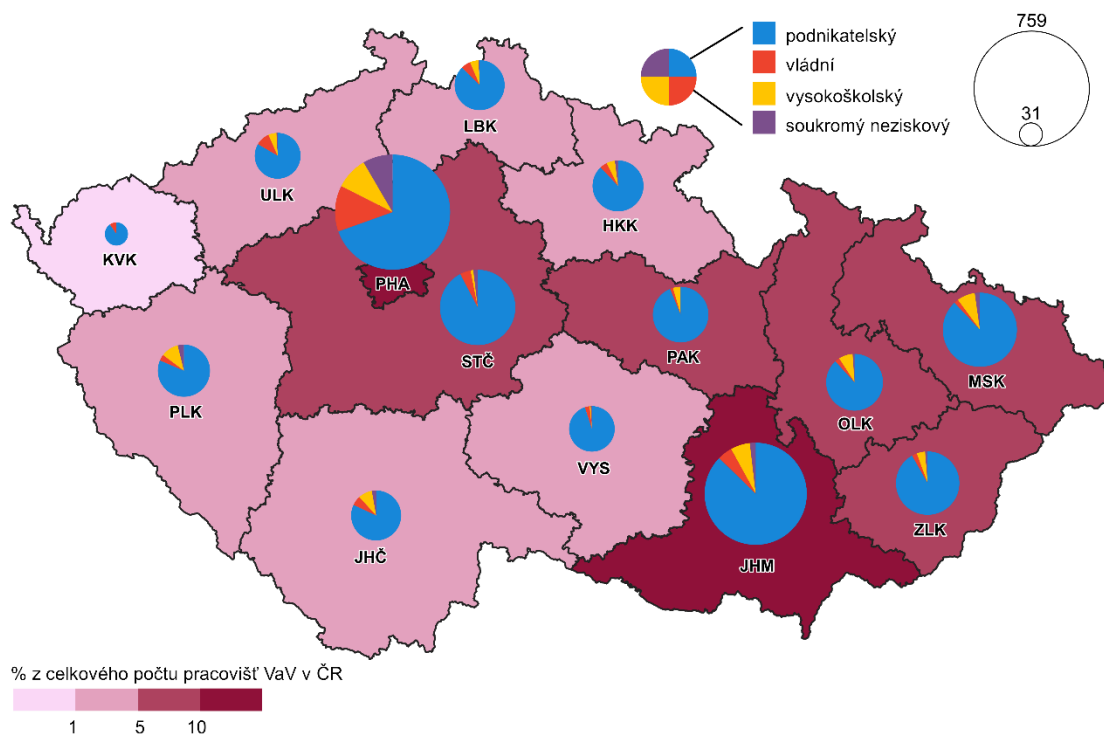 759
31
podnikatelský
vládní
vysokoškolský
soukromý neziskový
LBK
ULK
HKK
KVK
PHA
STČ
PAK
MSK
PLK
OLK
VYS
ZLK
JHČ
JHM
% z celkového počtu pracovišť VaV v ČR
1 5 10